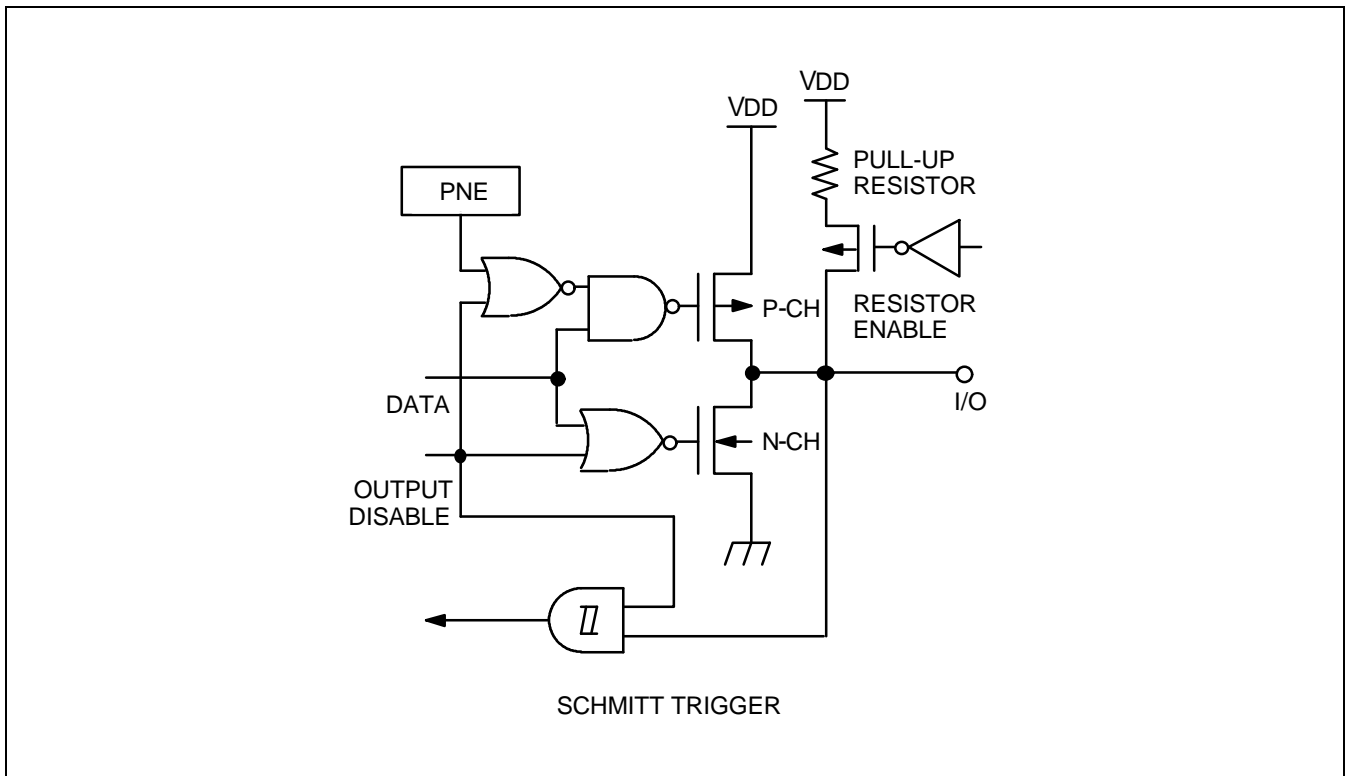 VDD
VDD
PULL-UP
RESISTOR
PNE
P-CH
RESISTOR
ENABLE
DATA
I/O
N-CH
OUTPUT
DISABLE
SCHMITT TRIGGER